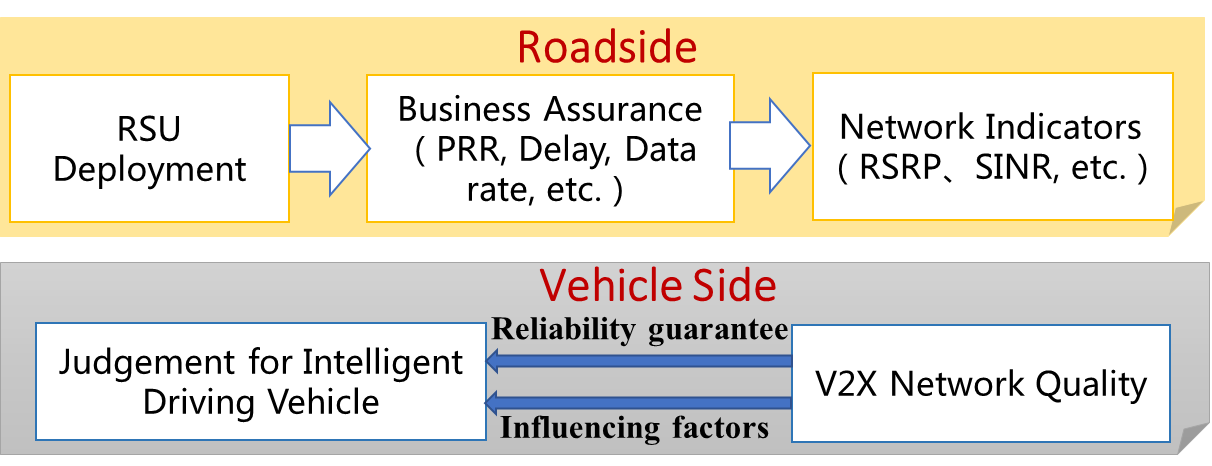 Roadside
RSU
Deployment
Business Assurance
( PRR, Delay, Data
rate, etc. )
Network Indicators
( RSRP、SINR, etc. )
Vehicle Side
Judgement for Intelligent
Driving Vehicle
Reliability guarantee
Influencing factors
V2X Network Quality